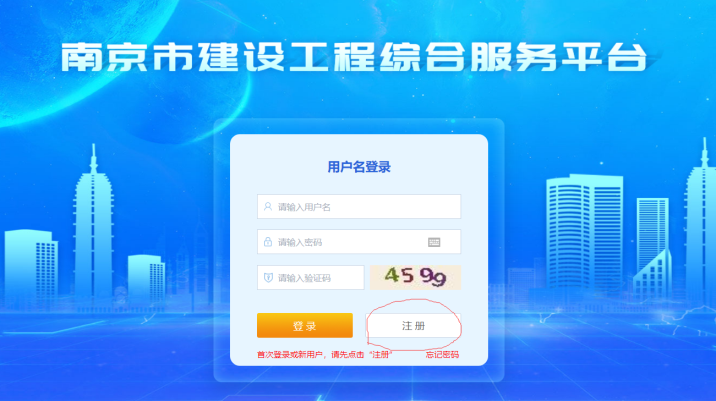 南京市建设工程综合服务平台
用户名登录
请输入用户名
请输入密码
请输入验证码 4599
登录 注册
首次登录或新用户，请先点击“注册” 忘记密码